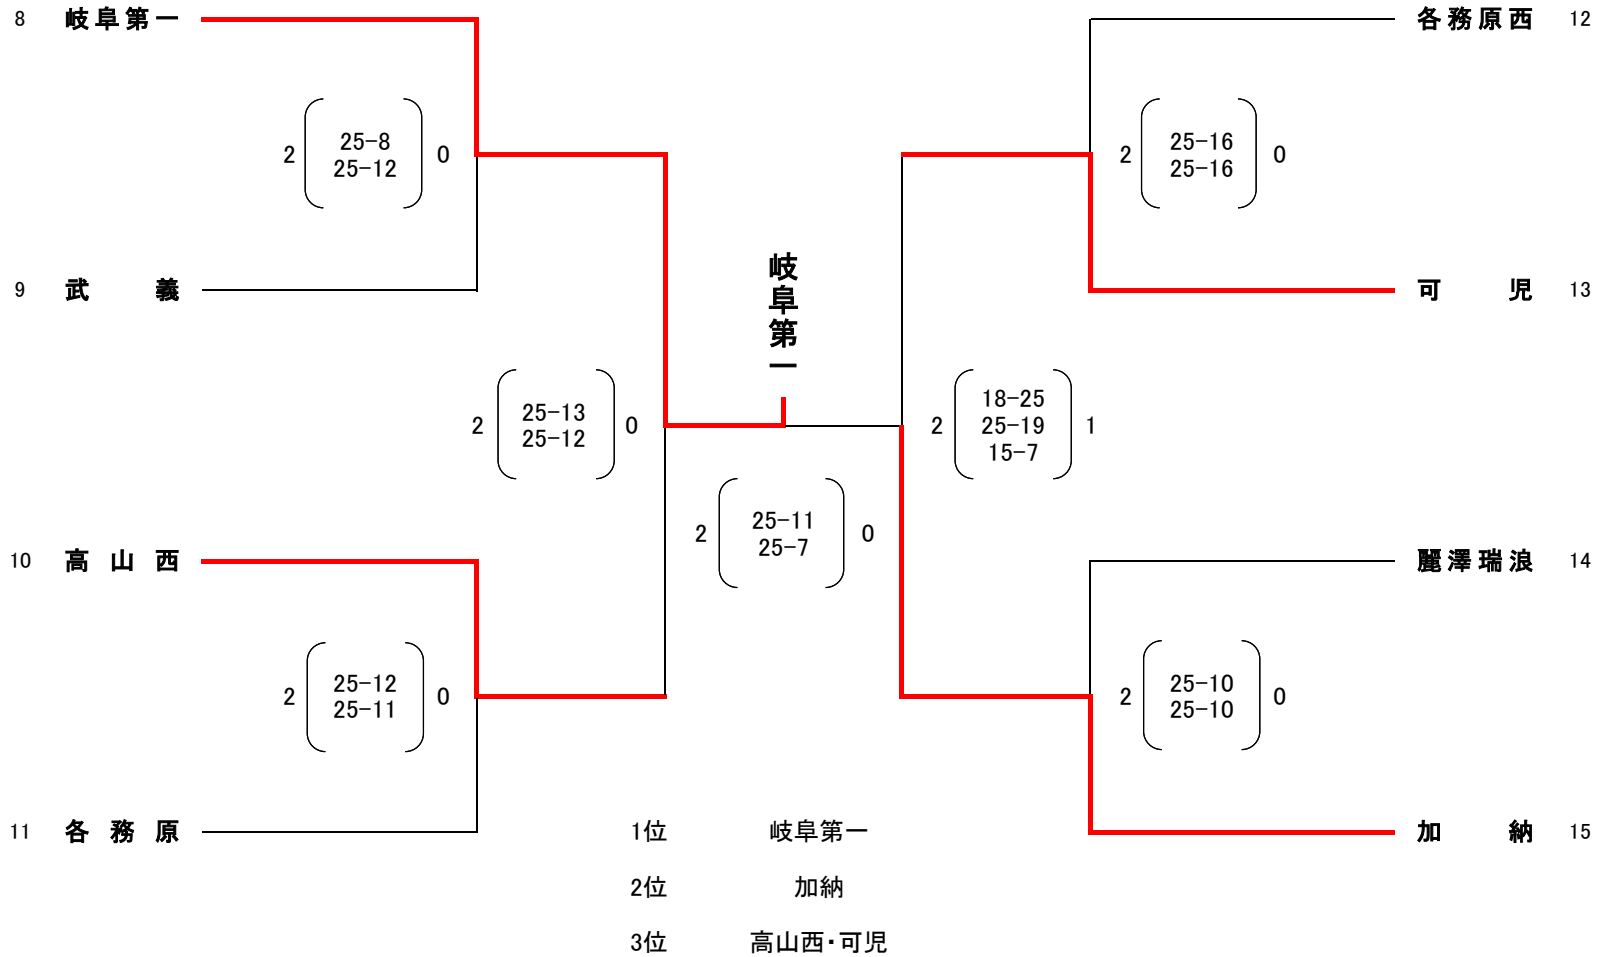 8 岐阜第一
各務原西 12
2 25-8 0
25-12
2 25-16 0
25-16
9 武 義
岐阜第一
可 児 13
2 25-13 0
25-12
18-25
2 25-19 1
15-7
2 25-11 0
25-7
10 高山西
麗澤瑞浪 14
2 25-12 0
25-11
2 25-10 0
25-10
11 各務原
加 納 15
1位 岐阜第一
2位 加納
3位 高山西・可児